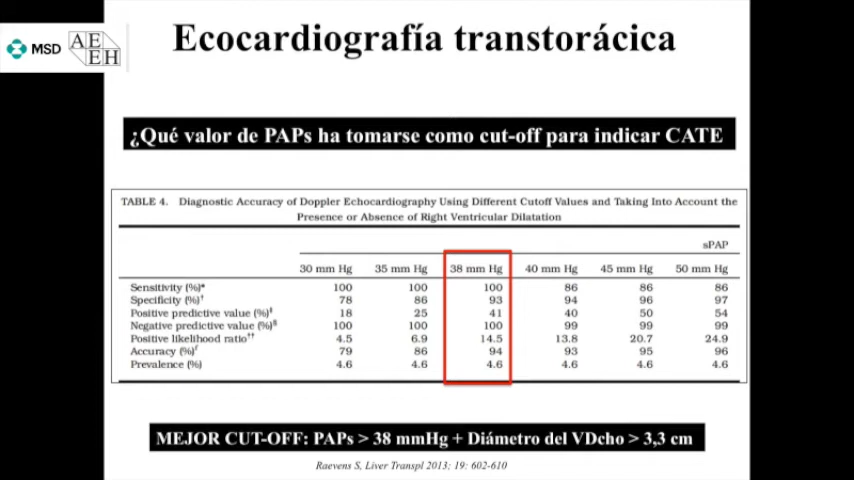 MSD
AE
EH
Ecocardiografía transtorácica
¿Qué valor de PAPs ha tomarse como cut-off para indicar CATE
TABLE 4. Diagnostic Accuracy of Doppler Echocardiography Using Different Cutoff Values and Taking Into Account the
Presence or Absence of Right Ventricular Dilatation
sPAP
30 mm Hg 35 mm Hg 38 mm Hg 40 mm Hg 45 mm Hg 50 mm Hg
Sensitivity (%)* 100 100 100 86 86 86
Specificity (%)† 78 86 93 94 96 97
Positive predictive value (%)‡ 18 25 41 40 50 54
Negative predictive value (%)§ 100 100 100 99 99 99
Positive likelihood ratio†† 4.5 6.9 14.5 13.8 20.7 24.9
Accuracy (%) 79 86 94 93 95 96
Prevalence (%) 4.6 4.6 4.6 4.6 4.6 4.6
MEJOR CUT-OFF: PAPs > 38 mmHg + Diámetro del VDcho > 3,3 cm
Raevens S, Liver Transpl 2013; 19: 602-610